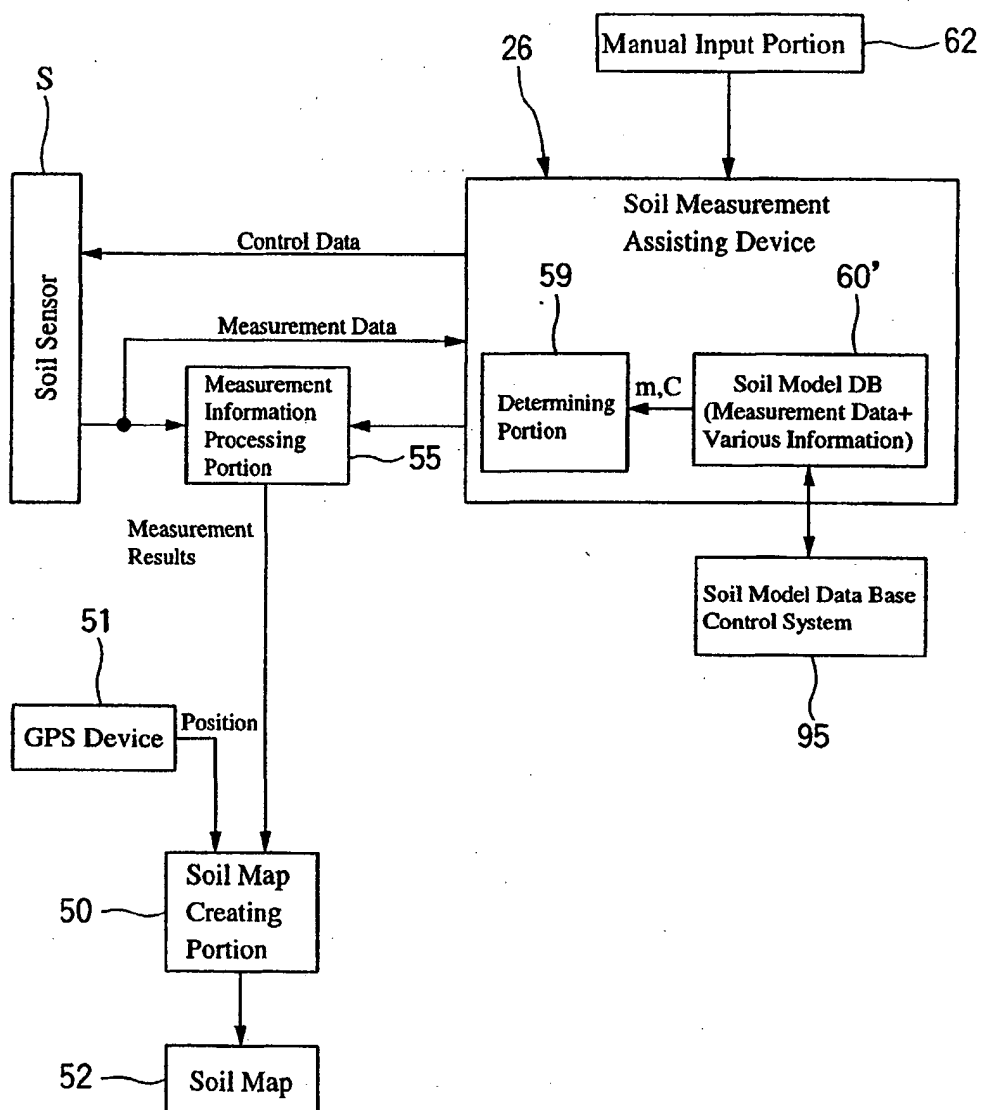 Manual Input Portion
62
26
S
Soil Measurement
Assisting Device
Control Data
59
60’
Soil Sensor
Measurement Data
Measurement
Information
Processing
Portion
Determining
Portion
m,C
Soil Model DB
(Measurement Data+
Various Information)
55
Measurement
Results
Soil Model Data Base
Control System
51
95
GPS Device
Position
Soil Map
Creating
Portion
50
52
Soil Map